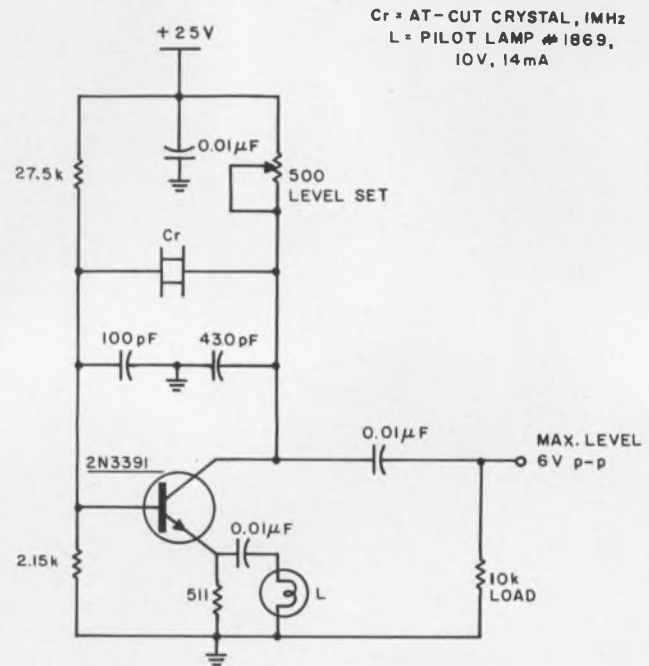 Cr = AT-CUT CRYSTAL, 1MHz
L = PILOT LAMP # 1869,
10V, 14mA
+25V
0.01µF
27.5k
500
LEVEL SET
Cr
100pF
430pF
0.01µF
MAX. LEVEL
6V p-p
2N3391
0.01µF
2.15k
511
L
10k
LOAD